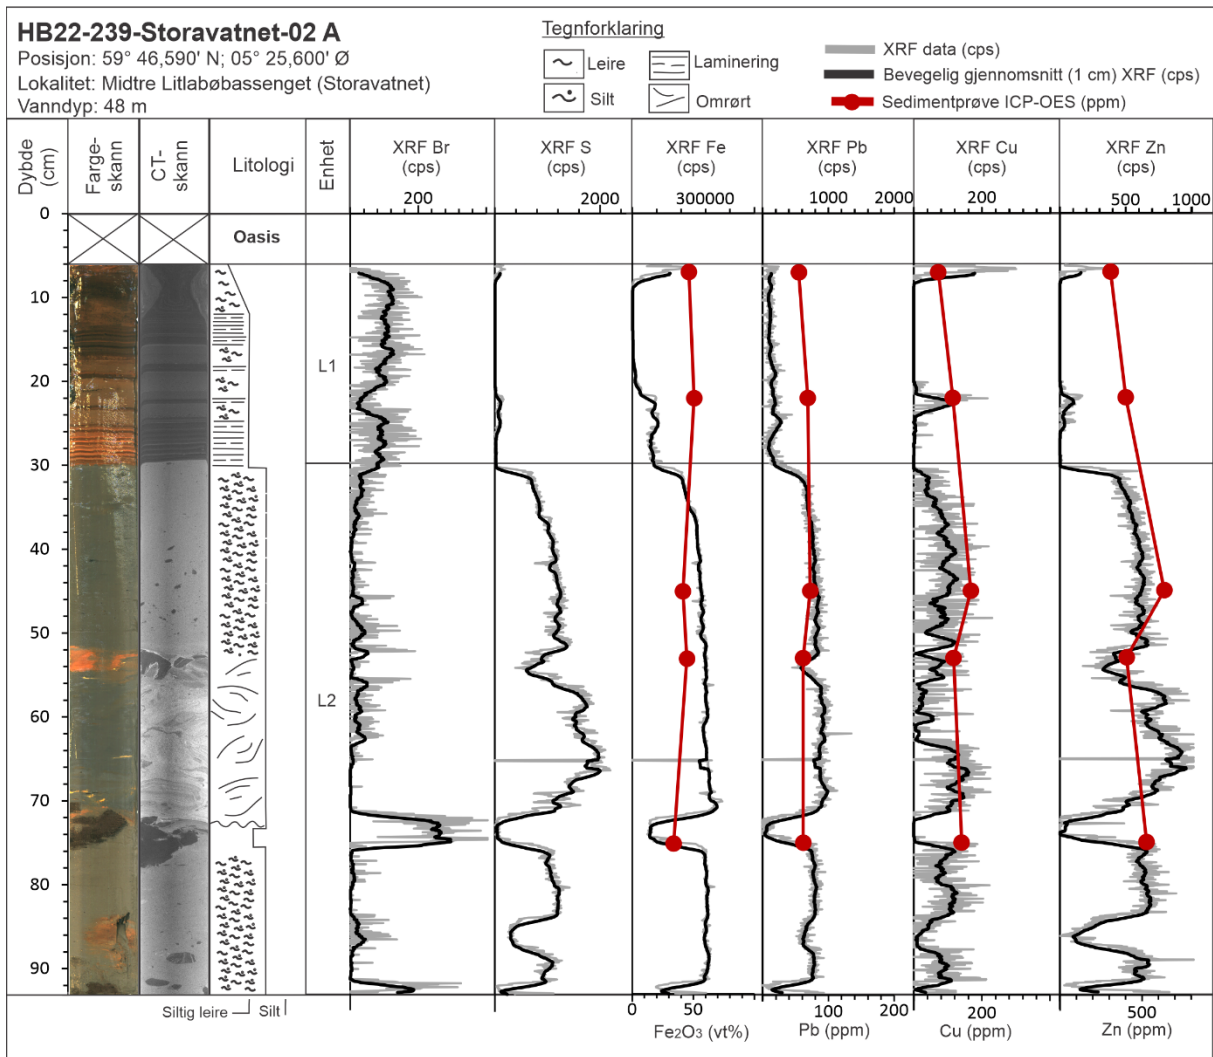 HB22-239-Storavatnet-02 A
Posisjon: 59° 46,590' N; 05° 25,600' Ø
Lokalitet: Midtre Litlabøbassenget (Storavatnet)
Vanndyp: 48 m
Tegnforklaring
Leire
Laminering
Silt
Omrørt
XRF data (cps)
Bevegelig gjennomsnitt (1 cm) XRF (cps)
Sedimentprøve ICP-OES (ppm)
Dybde
(cm)
Farge-
skann
CT-
skann
Litologi
Enhet
XRF Br
(cps)
200
XRF S
(cps)
2000
XRF Fe
(cps)
300000
XRF Pb
(cps)
1000 2000
XRF Cu
(cps)
200
XRF Zn
(cps)
500 1000
0
Oasis
10
20
30
40
50
60
70
80
90
L1
L2
Siltig leire
Silt
0 50
Fe₂O₃ (vt%)
100 200
Pb (ppm)
200
Cu (ppm)
500
Zn (ppm)